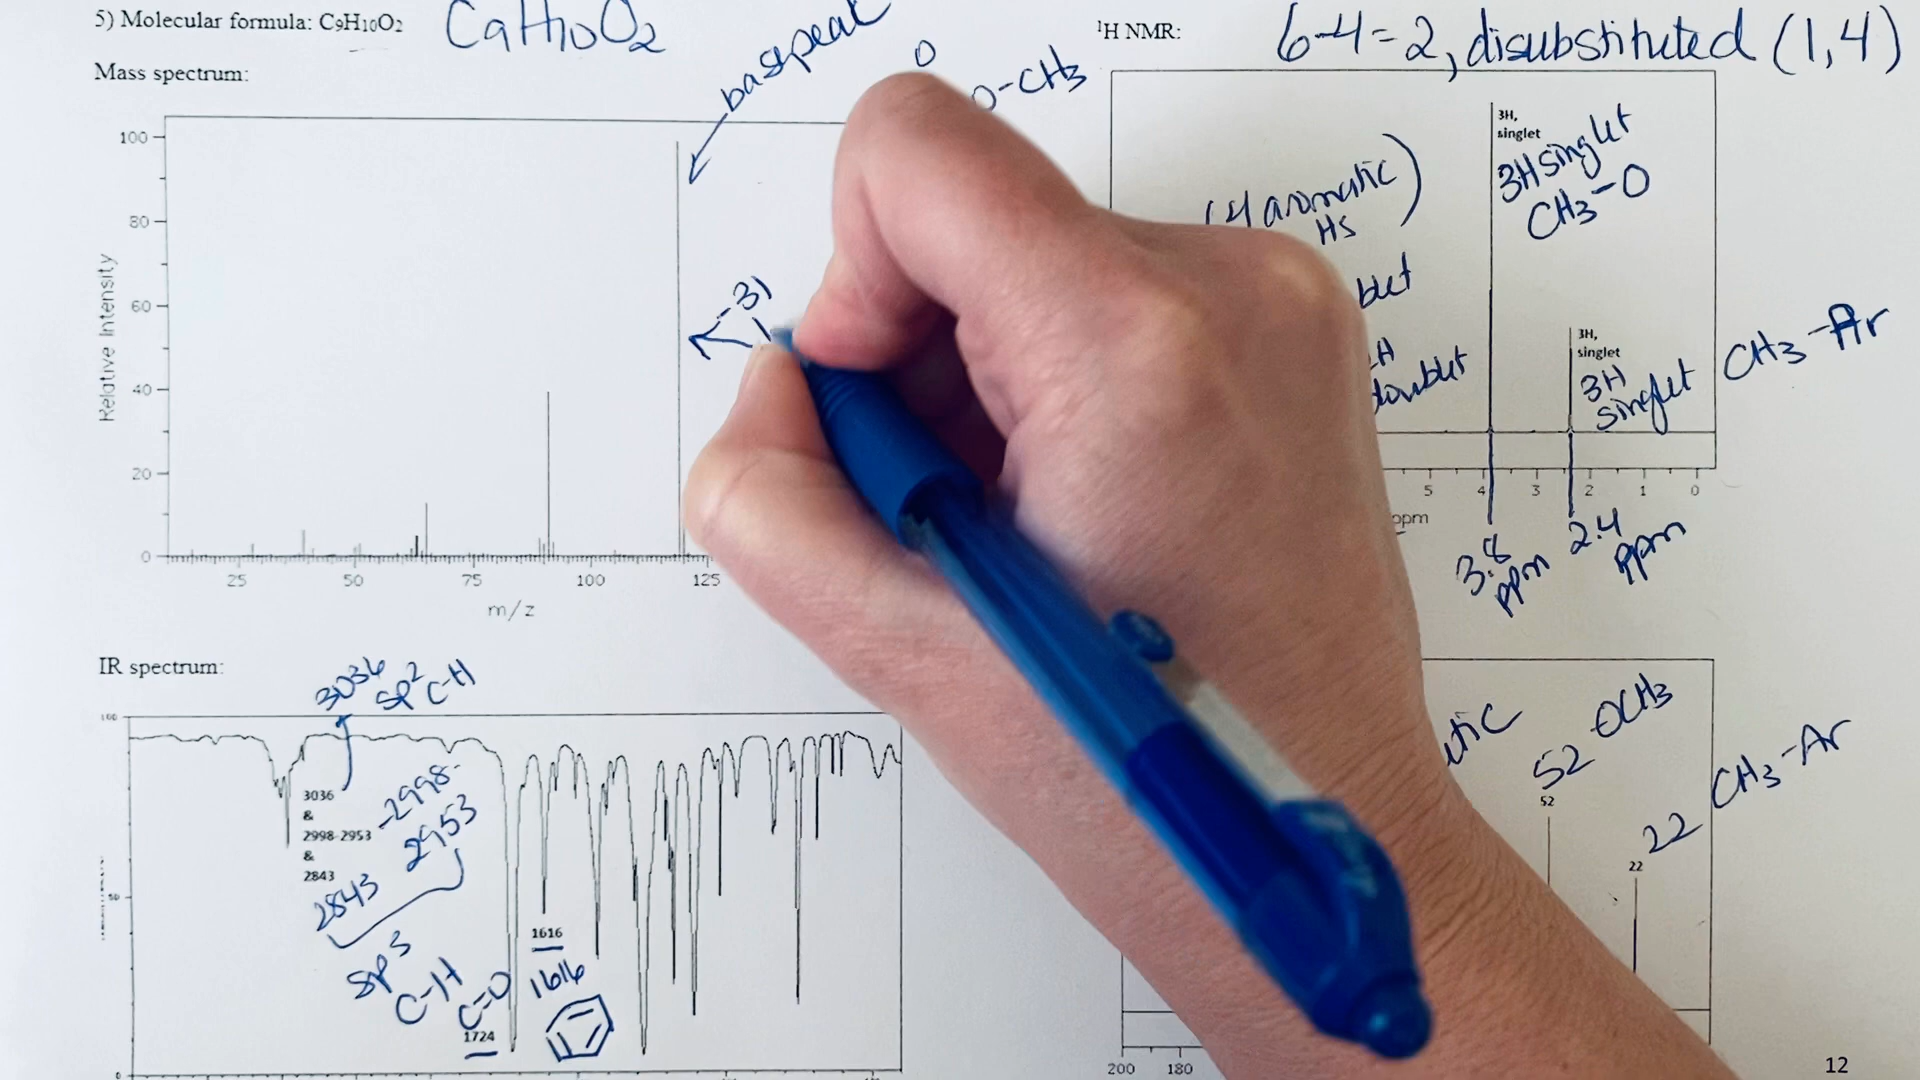 5) Molecular formula: C9H10O2
C9H10O2
Mass spectrum:
basepeak
O
O-CH3
Relative Intensity
100
80
60
40
20
0
25 50 75 100 125
m/z
-31
IR spectrum:
3036
sp2 C-H
100
3036
&
2998-2953
&
2843
-2998-
2953
2843
sp3
C-H
C=O
1724
1616
1616
50
0
1H NMR:
6-4=2, disubstituted (1,4)
3H,
singlet
3H singlet
CH3-O
(4 aromatic)
Hs
3H,
singlet
3H
singlet
CH3-Ar
doublet
5 4 3 2 1 0
ppm
3.8
ppm
2.4
ppm
52 OCH3
52
22 CH3-Ar
22
200 180
12